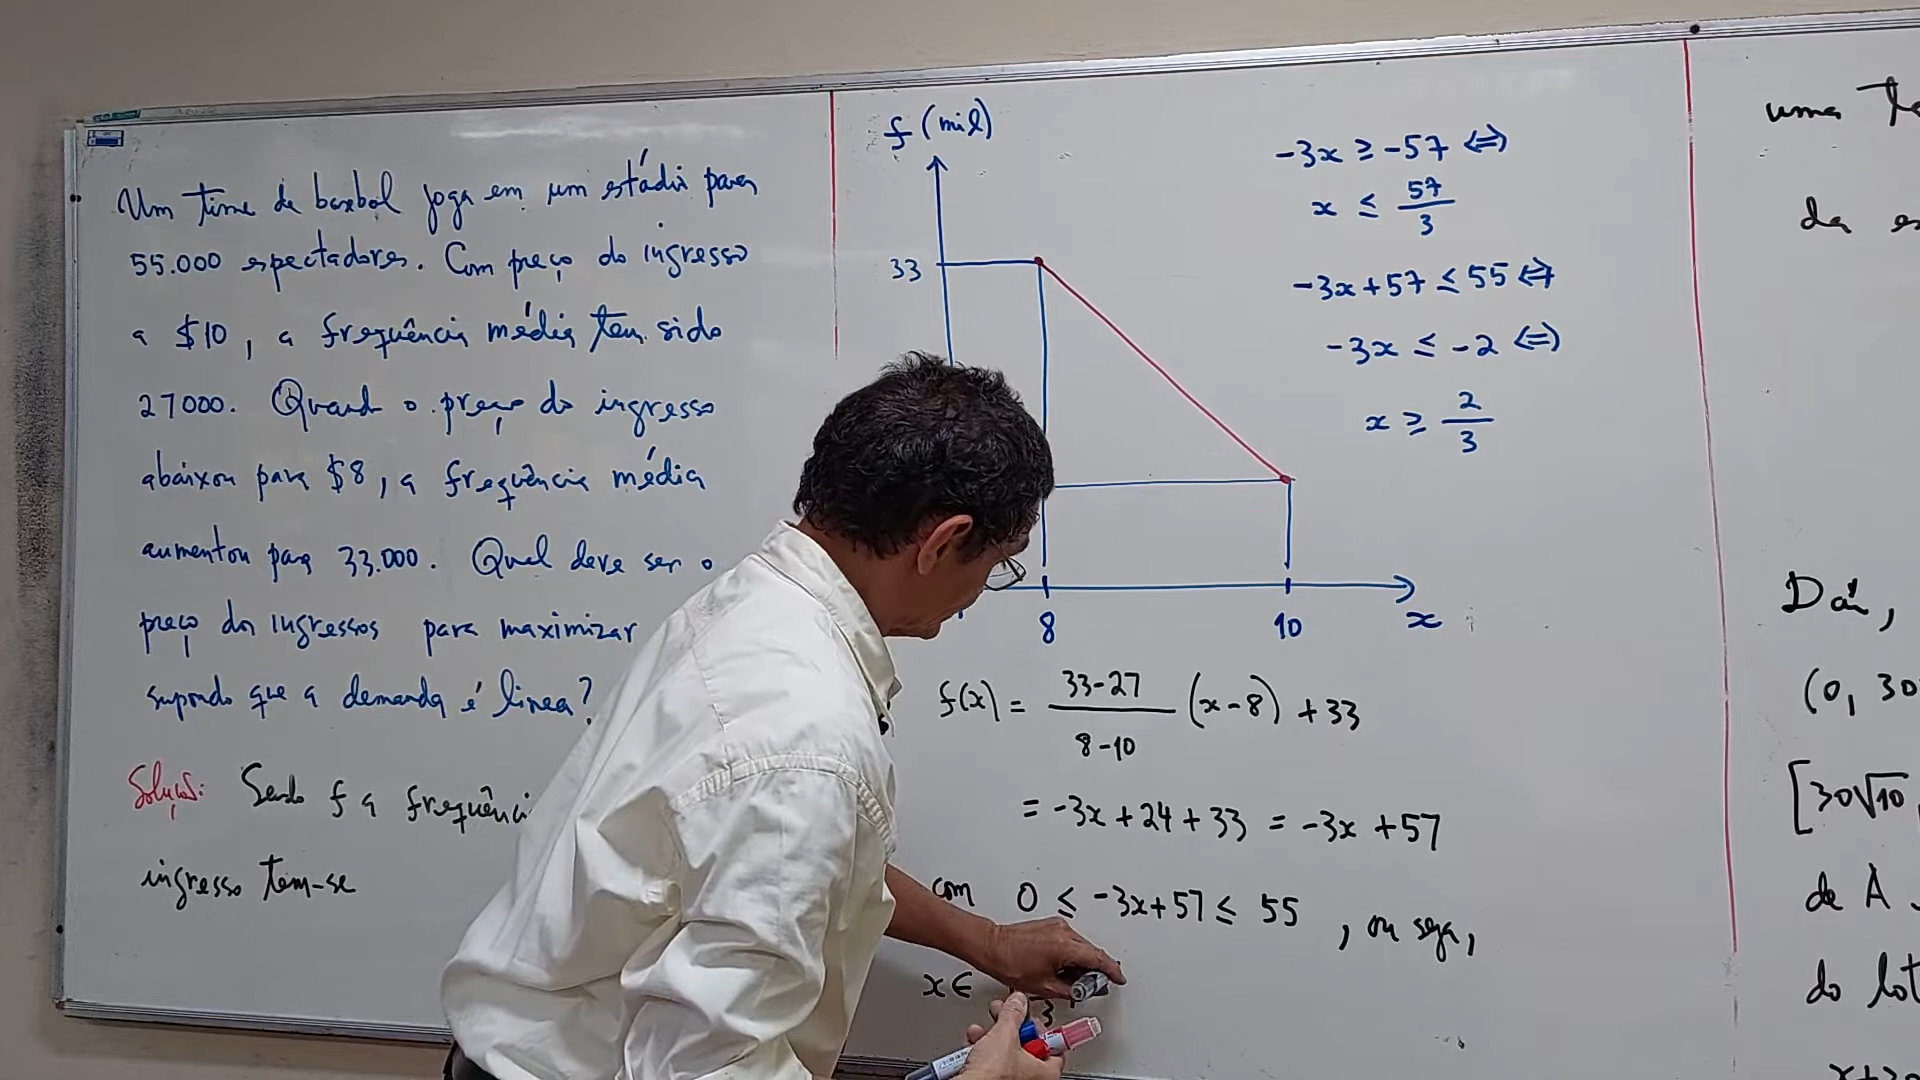 Um time de baseball joga em um estádio para
55.000 espectadores. Com preço do ingresso
a $10, a frequência média tem sido
27000. Quando o preço do ingresso
abaixou para $8, a frequência média
aumentou para 33.000. Qual deve ser o
preço dos ingressos para maximizar
supondo que a demanda é linear?
Solução: Sendo f a frequênci
ingresso tem-se
f (mil)
33
8
10
x
-3x ≥ -57 ⇔
x ≤ 57/3
-3x+57 ≤ 55 ⇔
-3x ≤ -2 ⇔
x ≥ 2/3
f(x) = 33-27/8-10 (x-8) + 33
= -3x + 24 + 33 = -3x + 57
com 0 ≤ -3x+57 ≤ 55, ou seja,
x ∈ 3
uma
da
Daí,
(0, 30
[30√10,
de A
do lot